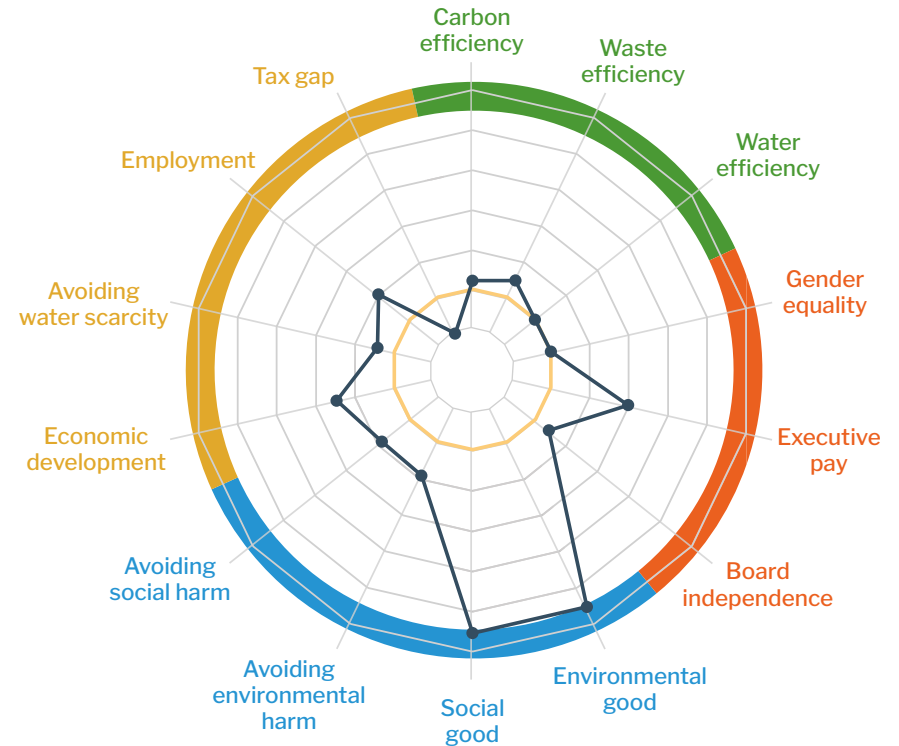 Carbon
efficiency
Waste
efficiency
Water
efficiency
Gender
equality
Executive
pay
Board
independence
Environmental
good
Social
good
Avoiding
environmental
harm
Avoiding
social harm
Economic
development
Avoiding
water scarcity
Employment
Tax gap